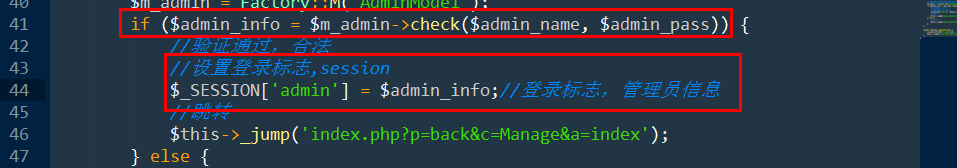 40 $m_admin = Factory::M('AdminModel');
41 if ($admin_info = $m_admin->check($admin_name, $admin_pass)) {
42 //验证通过，合法
43 //设置登录标志,session
44 $_SESSION['admin'] = $admin_info;//登录标志，管理员信息
45 //跳转
46 $this->_jump('index.php?p=back&c=Manage&a=index');
47 } else {